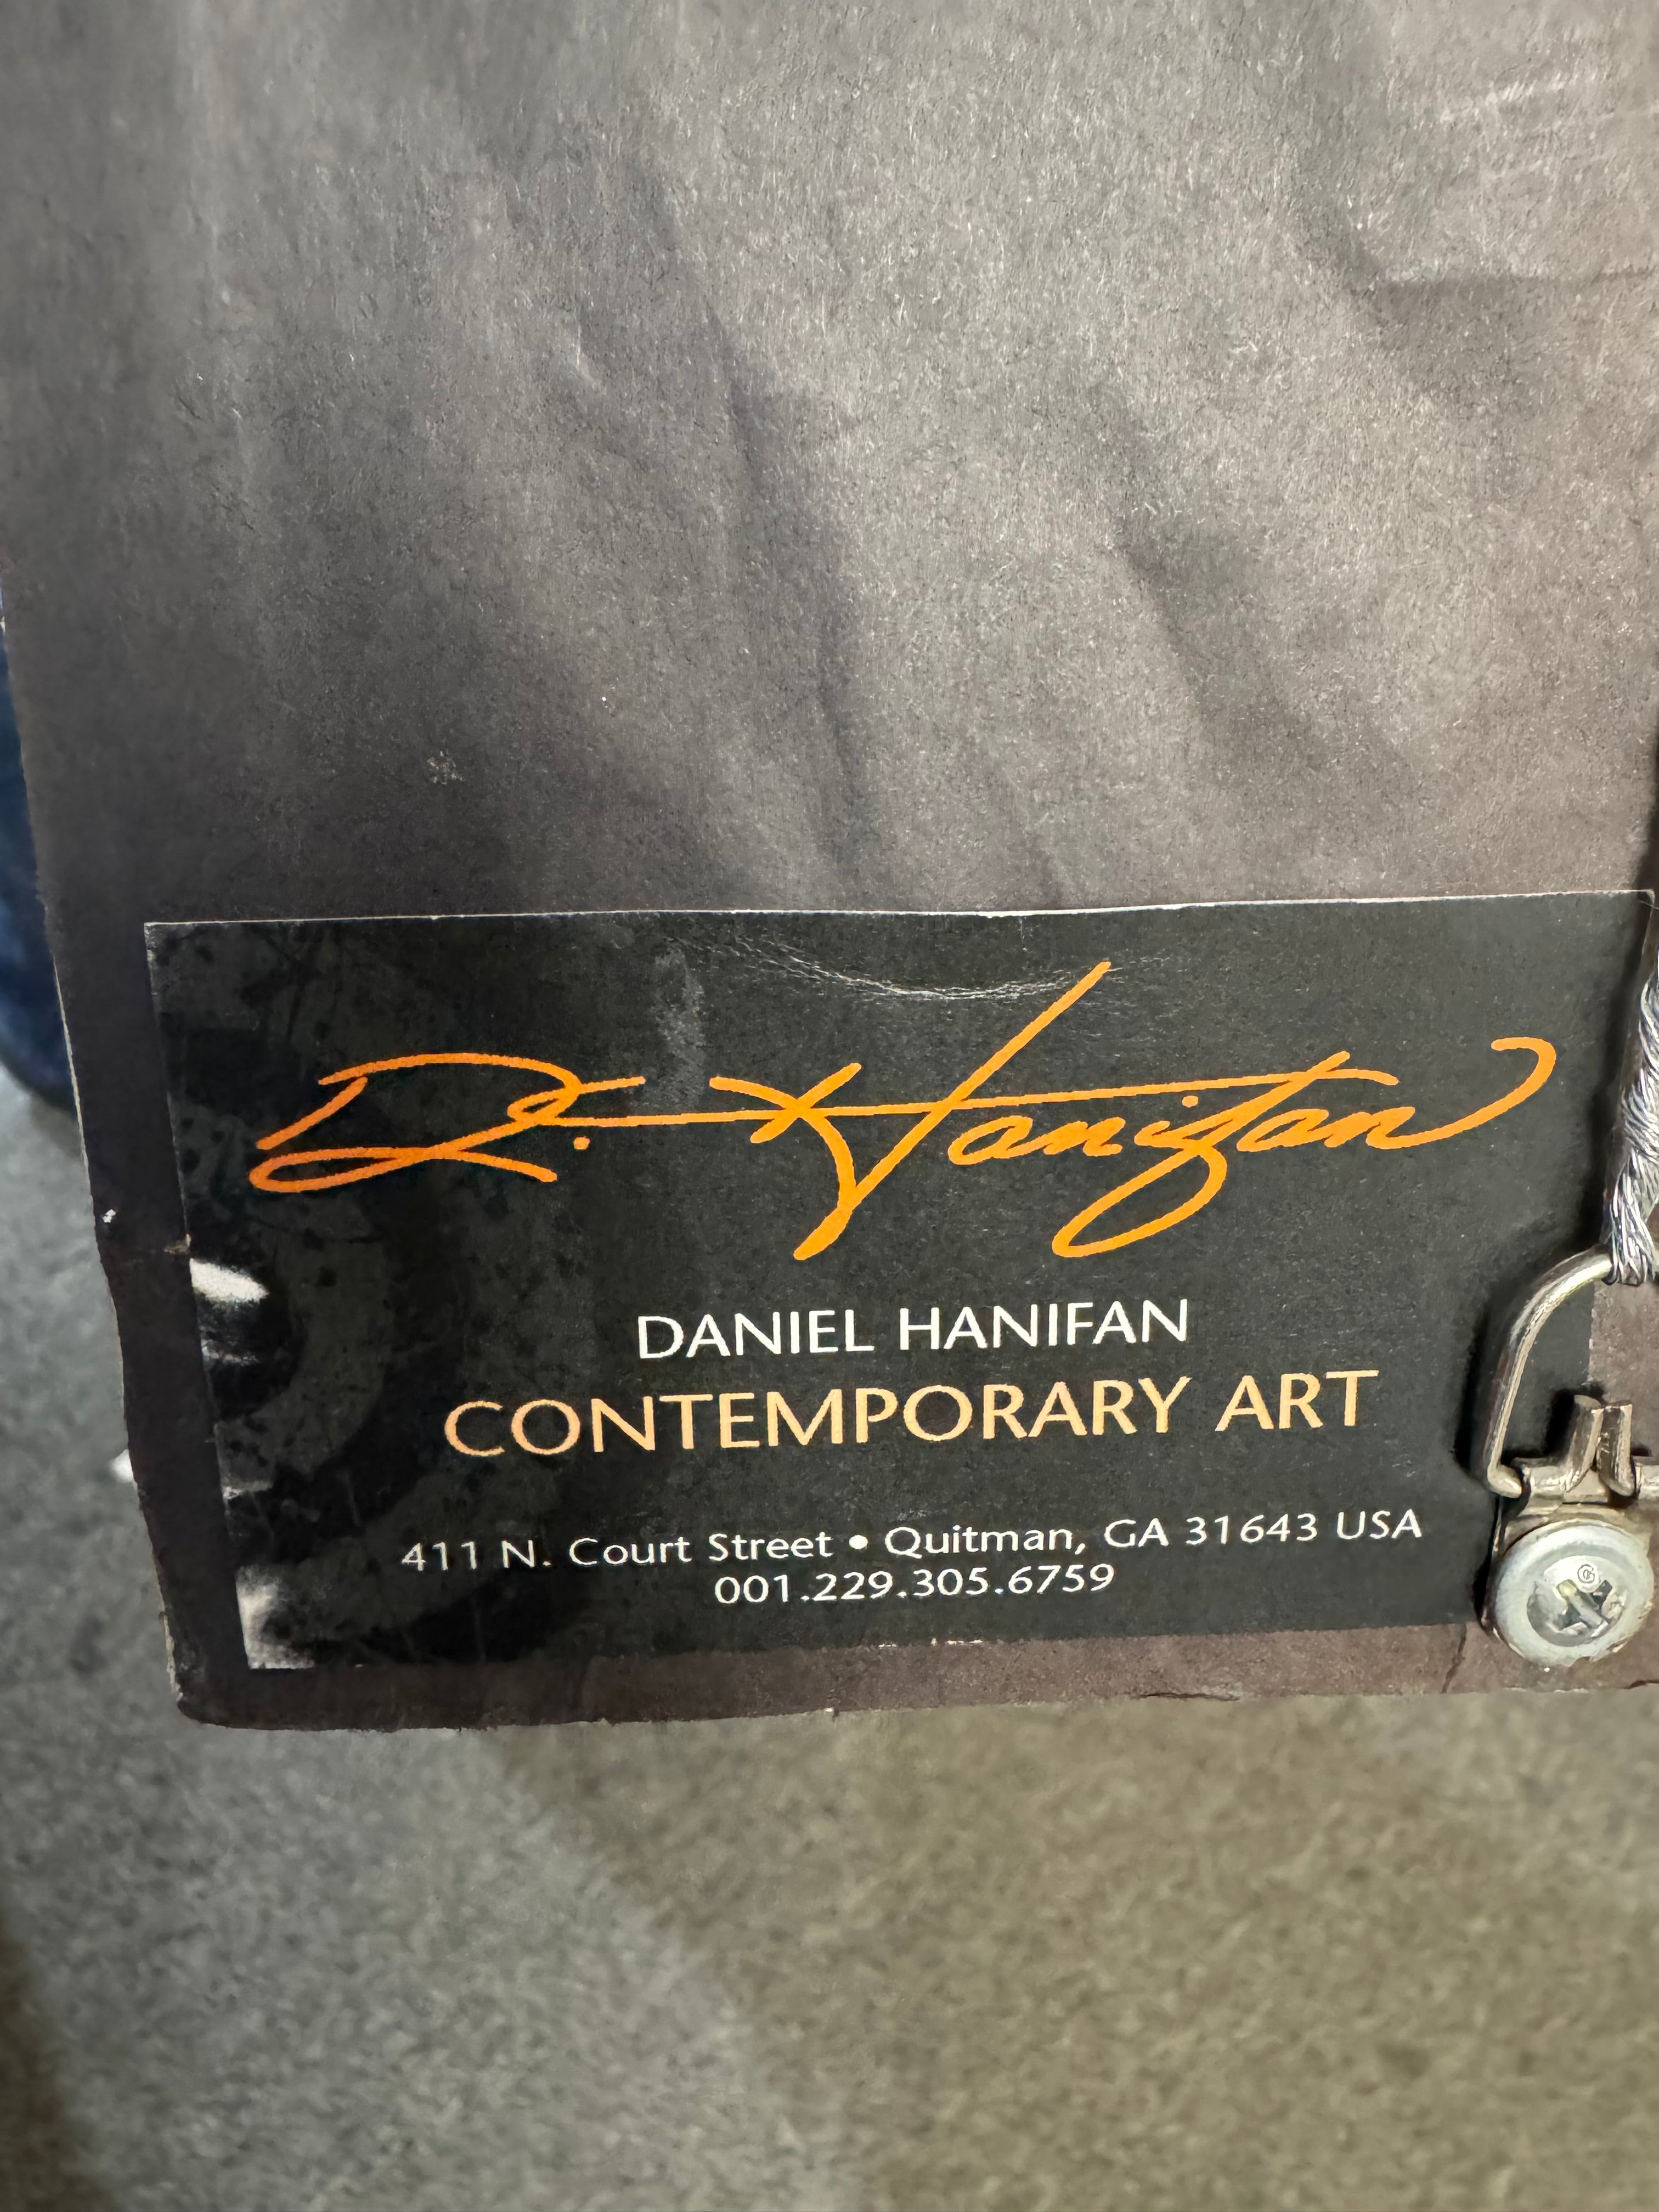 D. Hanifan
DANIEL HANIFAN
CONTEMPORARY ART
411 N. Court Street • Quitman, GA 31643 USA
001.229.305.6759